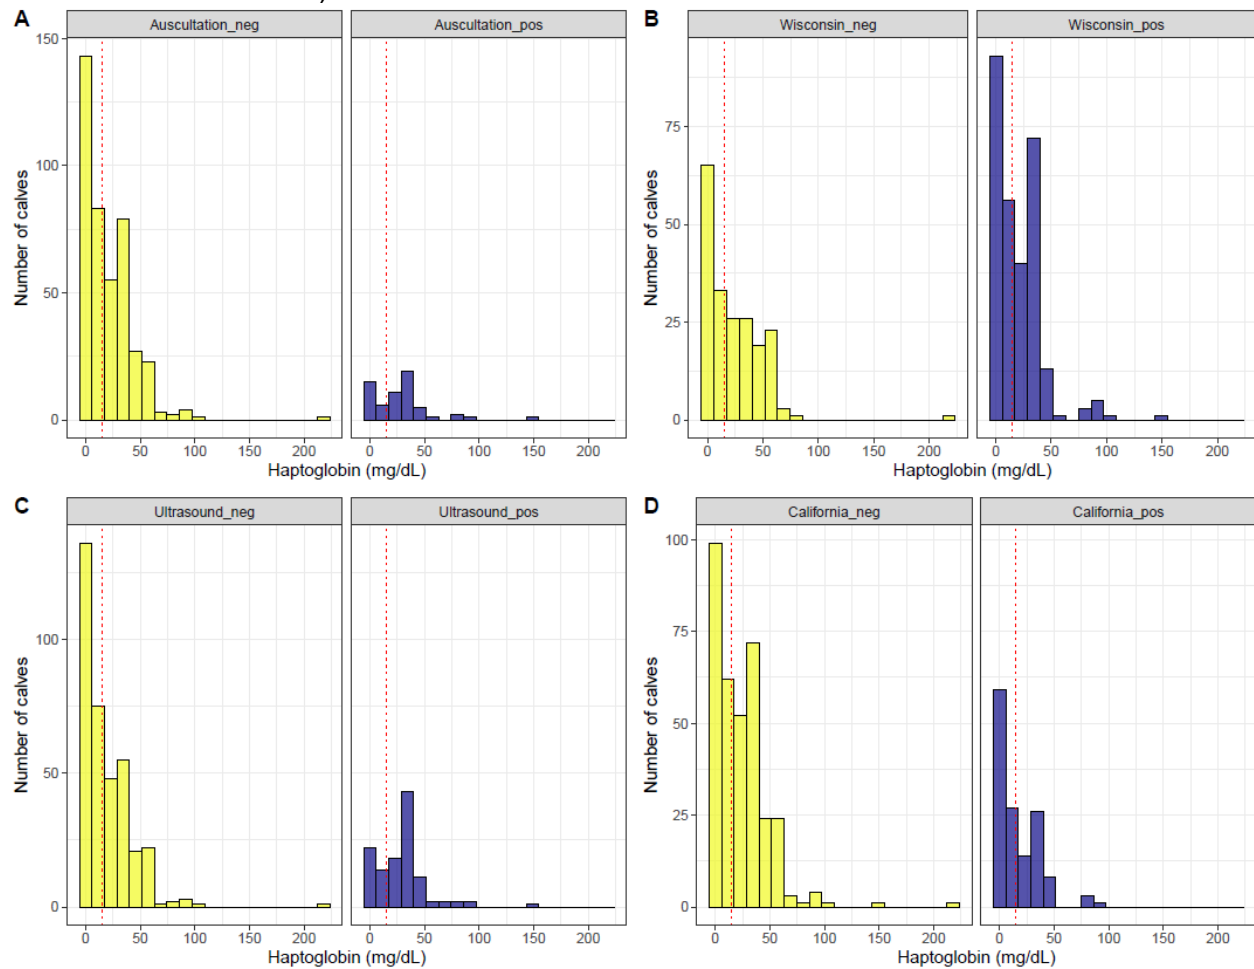 A
Auscultation_neg
Auscultation_pos
150
100
50
0
Number of calves
0 50 100 150 200
0 50 100 150 200
Haptoglobin (mg/dL)
B
Wisconsin_neg
Wisconsin_pos
75
50
25
0
Number of calves
0 50 100 150 200
0 50 100 150 200
Haptoglobin (mg/dL)
C
Ultrasound_neg
Ultrasound_pos
100
50
0
Number of calves
0 50 100 150 200
0 50 100 150 200
Haptoglobin (mg/dL)
D
California_neg
California_pos
100
75
50
25
0
Number of calves
0 50 100 150 200
0 50 100 150 200
Haptoglobin (mg/dL)